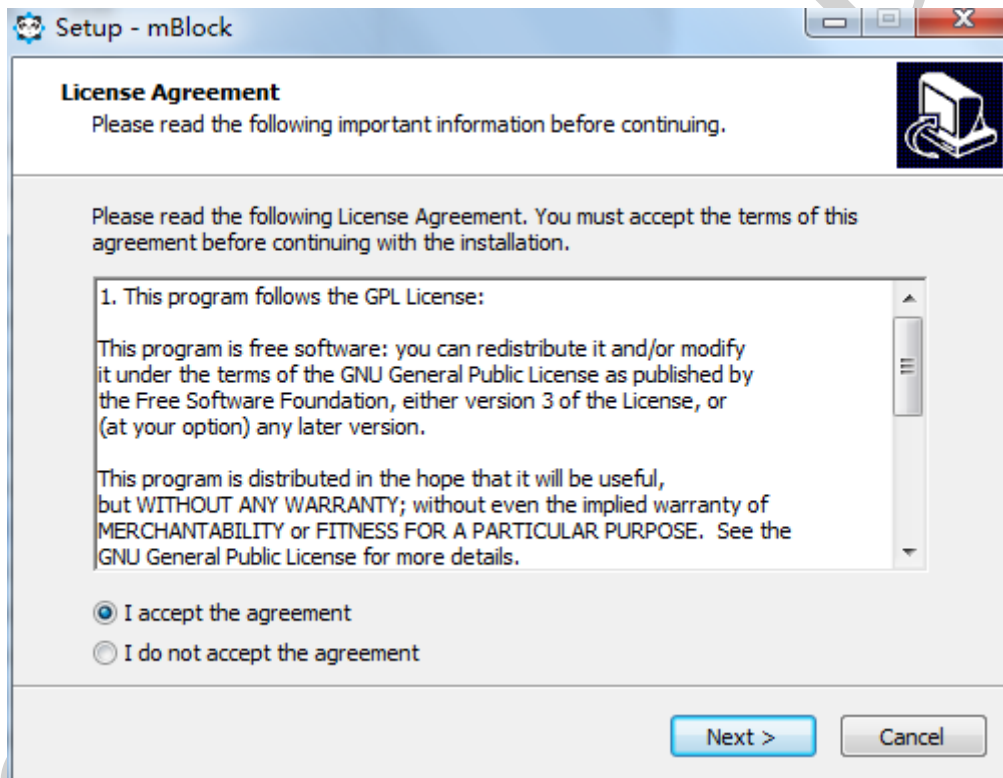 Setup - mBlock
License Agreement
Please read the following important information before continuing.
Please read the following License Agreement. You must accept the terms of this
agreement before continuing with the installation.
1. This program follows the GPL License:
This program is free software: you can redistribute it and/or modify
it under the terms of the GNU General Public License as published by
the Free Software Foundation, either version 3 of the License, or
(at your option) any later version.
This program is distributed in the hope that it will be useful,
but WITHOUT ANY WARRANTY; without even the implied warranty of
MERCHANTABILITY or FITNESS FOR A PARTICULAR PURPOSE.  See the
GNU General Public License for more details.
I accept the agreement
I do not accept the agreement
Next >
Cancel